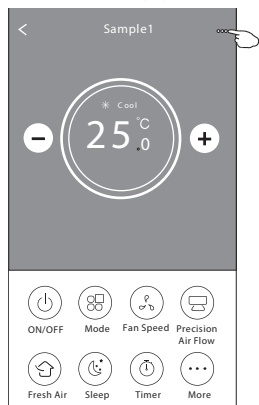 Sample1
Cool
25.0°C
ON/OFF Mode Fan Speed Precision
Air Flow
Fresh Air Sleep Timer More